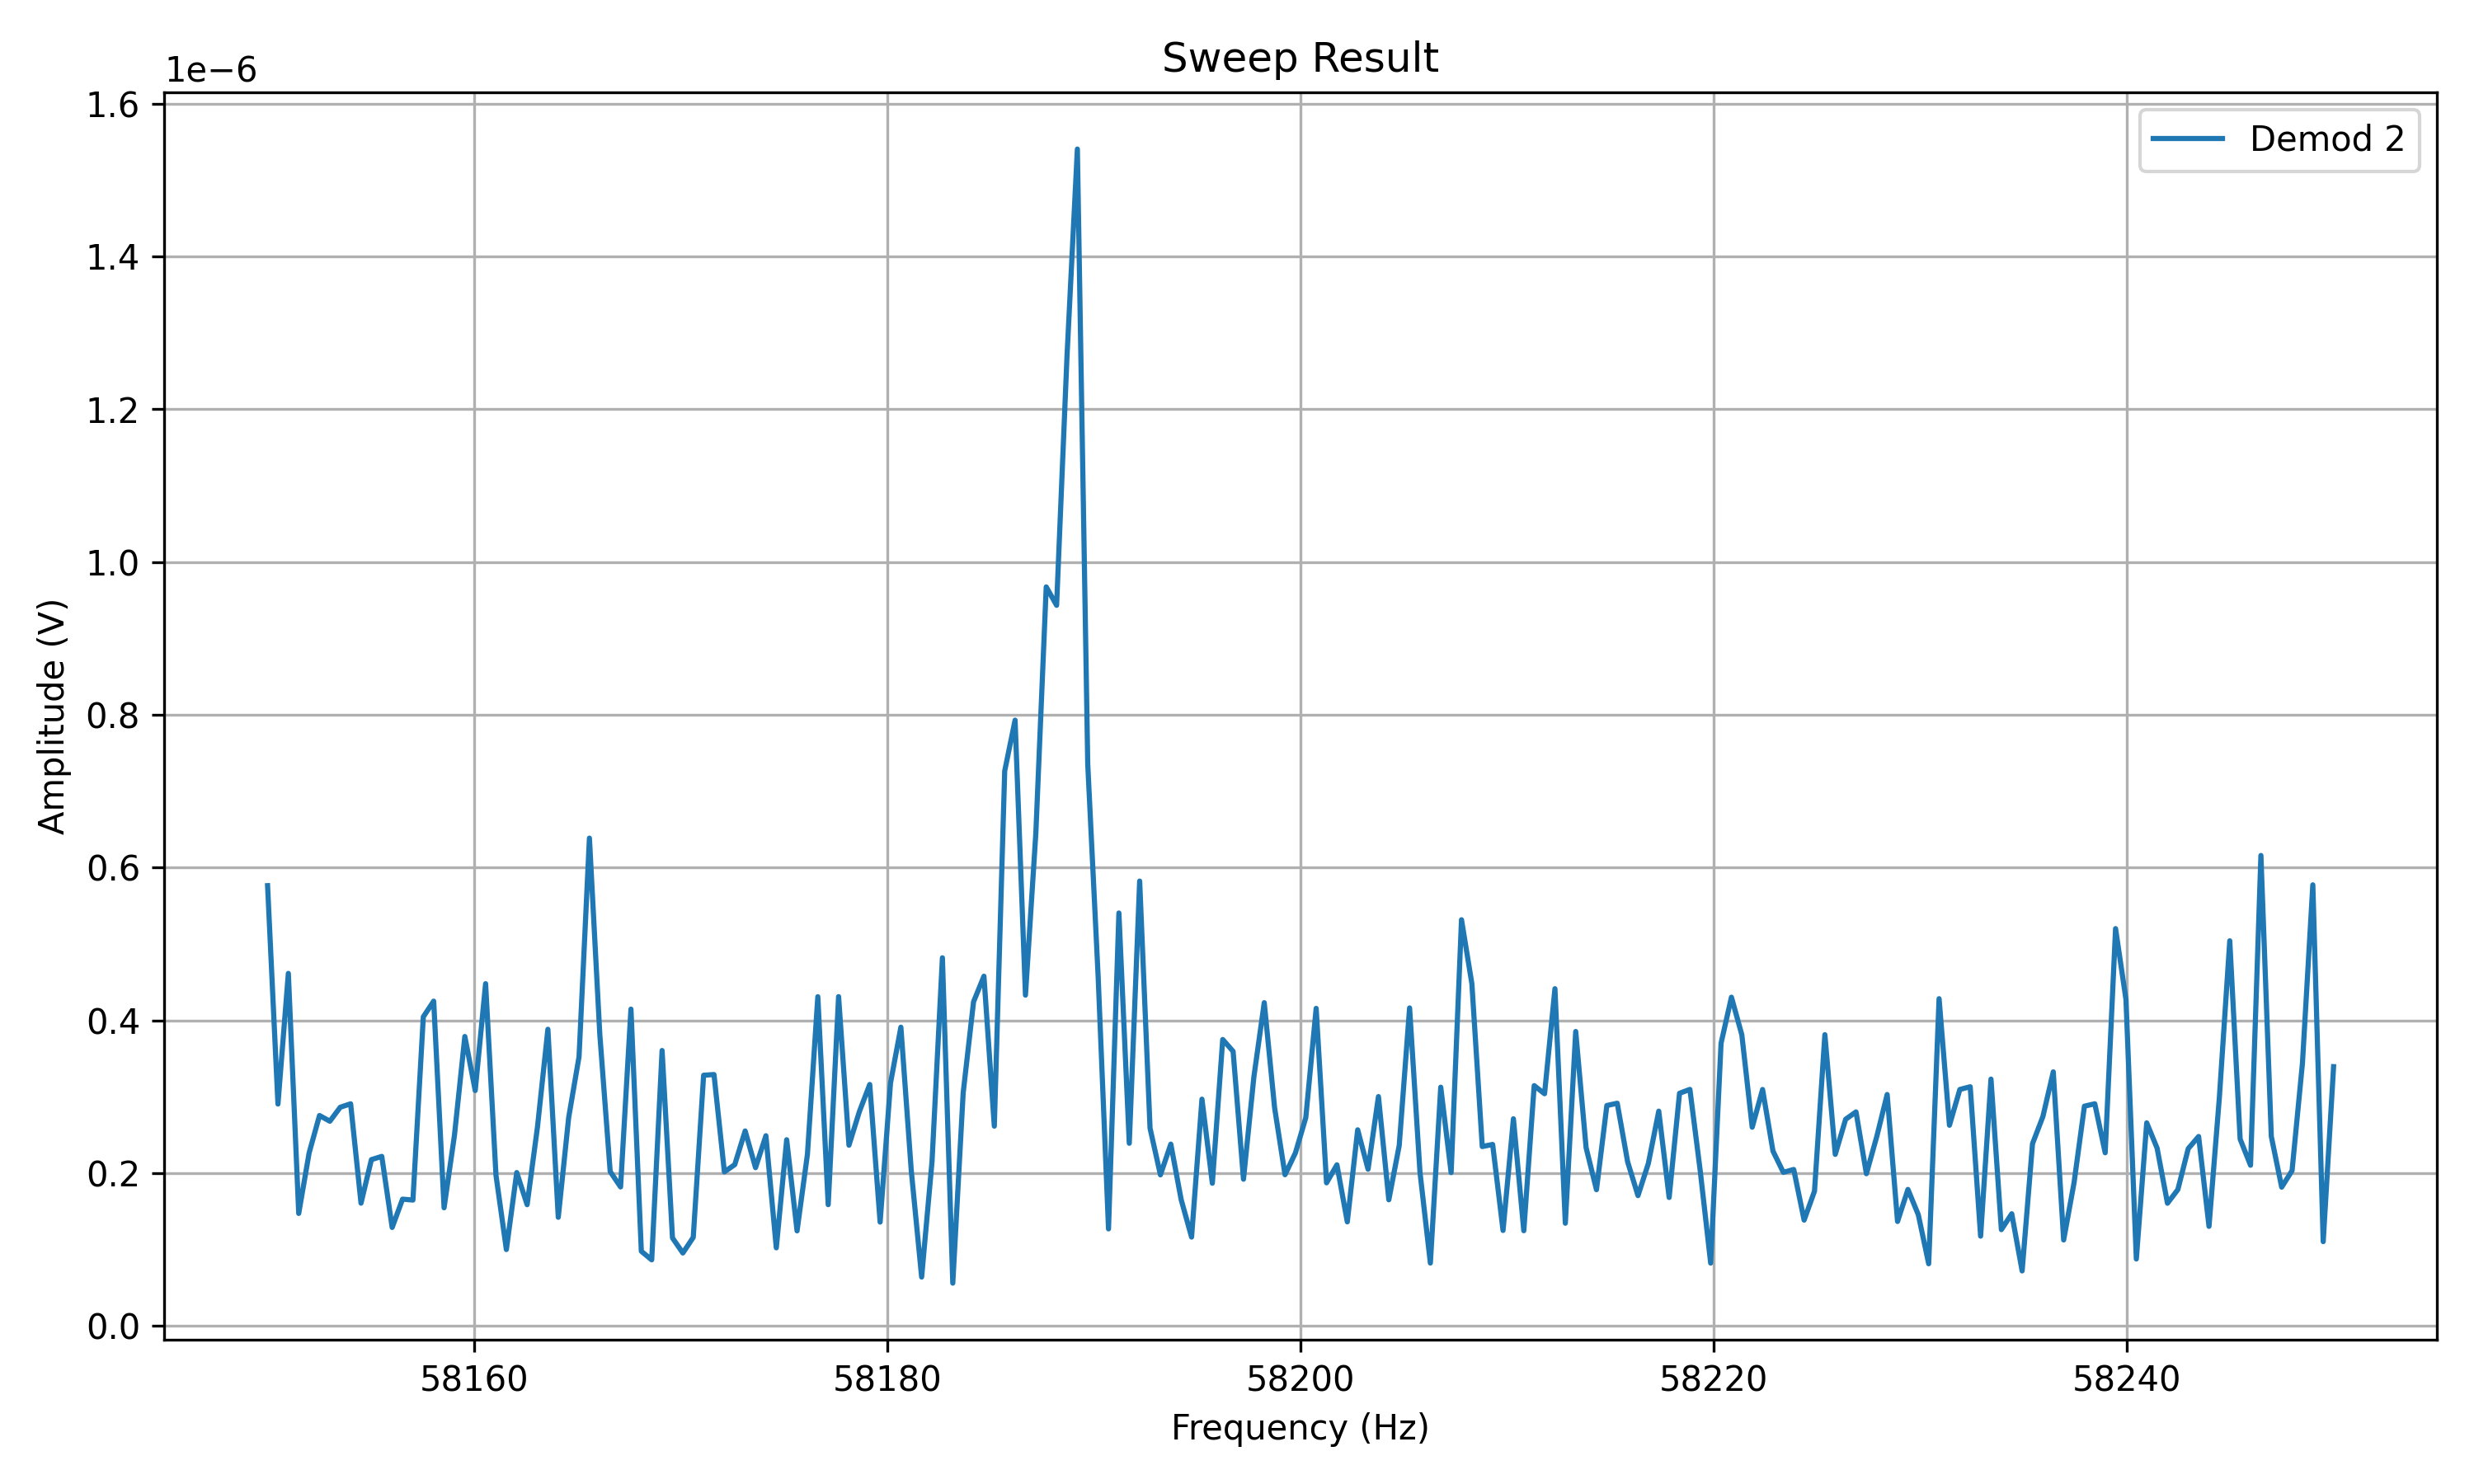 Sweep Result
1e−6
Demod 2
1.6
1.4
1.2
1.0
0.8
0.6
0.4
0.2
0.0
Amplitude (V)
58160 58180 58200 58220 58240
Frequency (Hz)